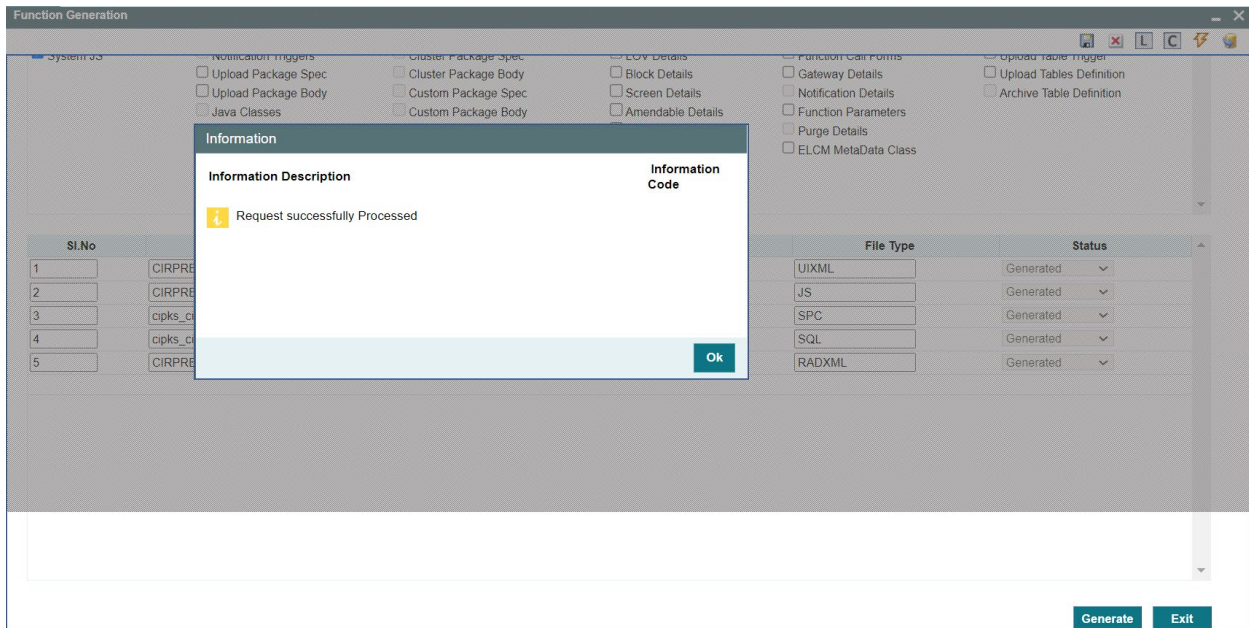 Function Generation
L C
System JS Notification Triggers Cluster Package Spec LOV Details Function Call Forms Upload Table Trigger
Upload Package Spec Cluster Package Body Block Details Gateway Details Upload Tables Definition
Upload Package Body Custom Package Spec Screen Details Notification Details Archive Table Definition
Java Classes Custom Package Body Amendable Details Function Parameters
Purge Details
ELCM MetaData Class
Information
Information Description Information
Code
Request successfully Processed
Ok
Sl.No File Type Status
1 CIRPRE UIXML Generated
2 CIRPRE JS Generated
3 cipks_ci SPC Generated
4 cipks_ci SQL Generated
5 CIRPRE RADXML Generated
Generate Exit